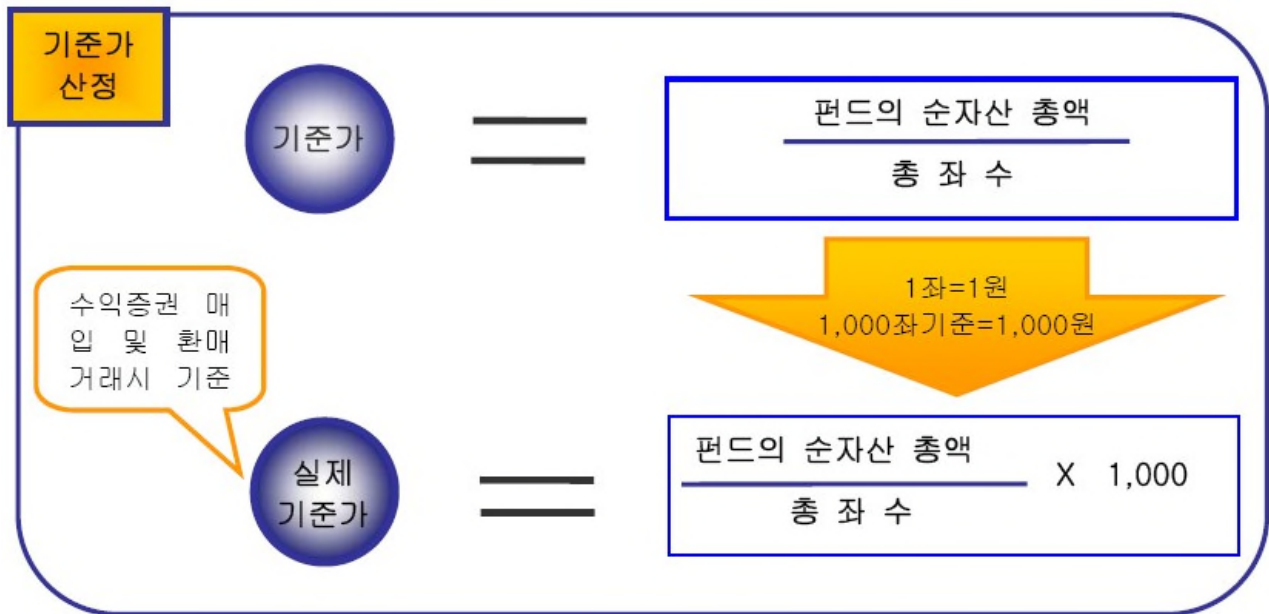 기준가
산정
기준가
펀드의 순자산 총액
총 좌 수
1좌=1원
1,000좌기준=1,000원
수익증권 매
입 및 환매
거래시 기준
실제
기준가
펀드의 순자산 총액
총 좌 수
X 1,000